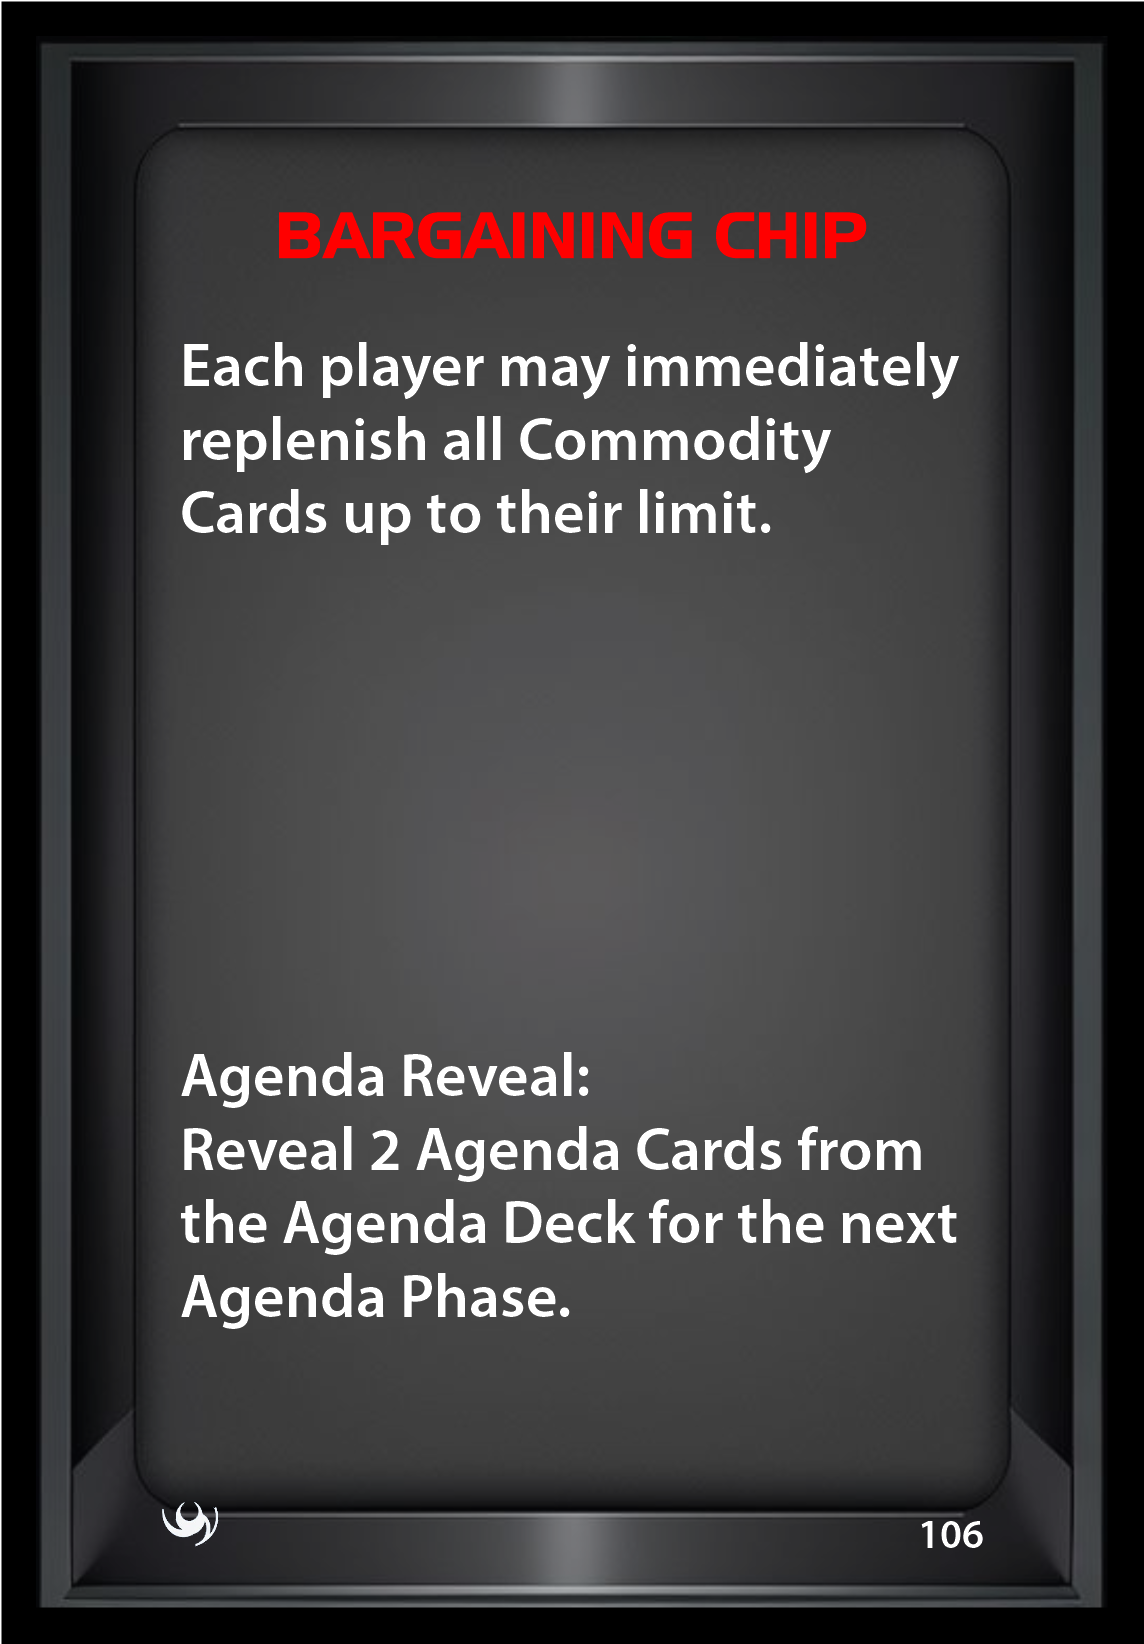 BARGAINING CHIP
Each player may immediately
replenish all Commodity
Cards up to their limit.
Agenda Reveal:
Reveal 2 Agenda Cards from
the Agenda Deck for the next
Agenda Phase.
106